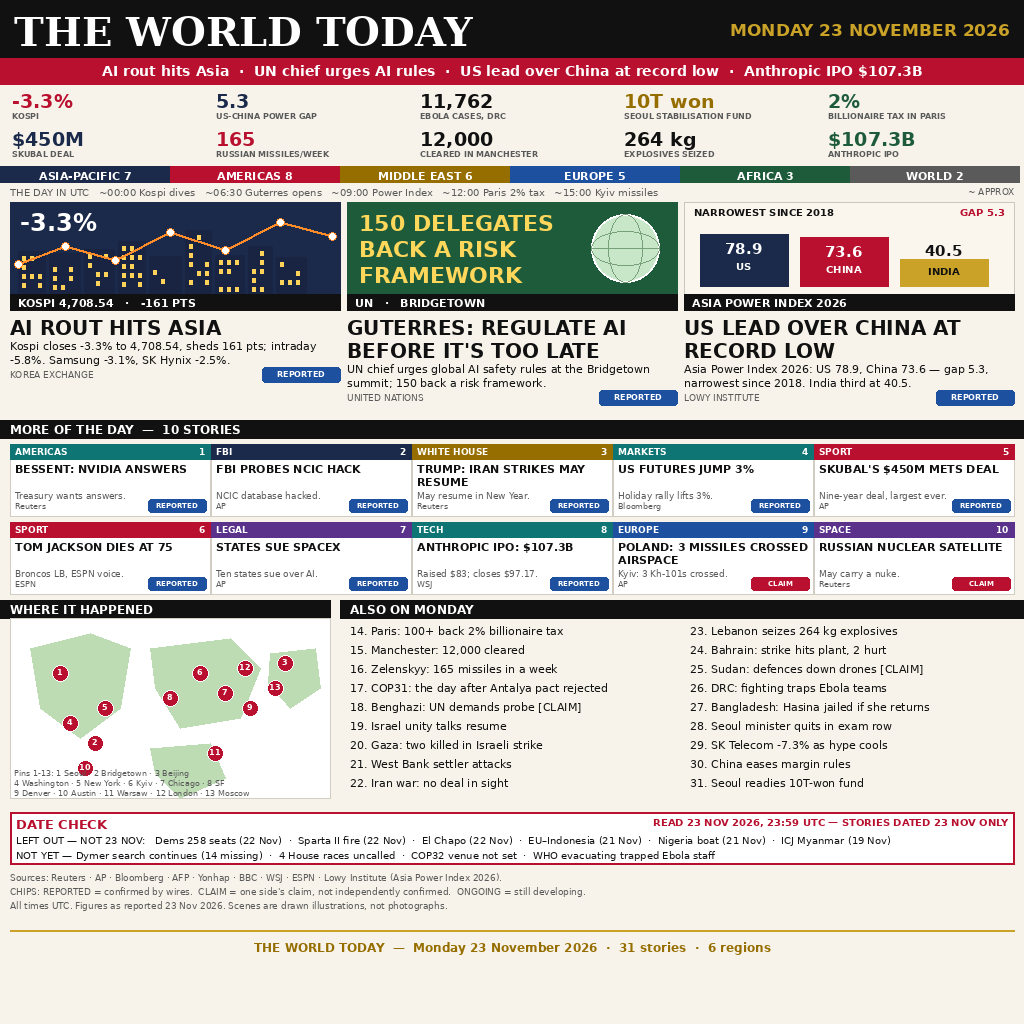 THE WORLD TODAY
MONDAY 23 NOVEMBER 2026
AI rout hits Asia · UN chief urges AI rules · US lead over China at record low · Anthropic IPO $107.3B
-3.3%
KOSPI
5.3
US-CHINA POWER GAP
11,762
EBOLA CASES, DRC
10T won
SEOUL STABILISATION FUND
2%
BILLIONAIRE TAX IN PARIS
$450M
SKUBAL DEAL
165
RUSSIAN MISSILES/WEEK
12,000
CLEARED IN MANCHESTER
264 kg
EXPLOSIVES SEIZED
$107.3B
ANTHROPIC IPO
ASIA-PACIFIC 7
AMERICAS 8
MIDDLE EAST 6
EUROPE 5
AFRICA 3
WORLD 2
THE DAY IN UTC ~00:00 Kospi dives ~06:30 Guterres opens ~09:00 Power Index ~12:00 Paris 2% tax ~15:00 Kyiv missiles
~ APPROX
-3.3%
KOSPI 4,708.54 · -161 PTS
AI ROUT HITS ASIA
Kospi closes -3.3% to 4,708.54, sheds 161 pts; intraday
-5.8%. Samsung -3.1%, SK Hynix -2.5%.
KOREA EXCHANGE
REPORTED
150 DELEGATES
BACK A RISK
FRAMEWORK
UN · BRIDGETOWN
GUTERRES: REGULATE AI
BEFORE IT'S TOO LATE
UN chief urges global AI safety rules at the Bridgetown
summit; 150 back a risk framework.
UNITED NATIONS
REPORTED
NARROWEST SINCE 2018
GAP 5.3
78.9
US
73.6
CHINA
40.5
INDIA
ASIA POWER INDEX 2026
US LEAD OVER CHINA AT
RECORD LOW
Asia Power Index 2026: US 78.9, China 73.6 — gap 5.3,
narrowest since 2018. India third at 40.5.
LOWY INSTITUTE
REPORTED
MORE OF THE DAY — 10 STORIES
AMERICAS 1
BESSENT: NVIDIA ANSWERS
Treasury wants answers.
Reuters
REPORTED
FBI 2
FBI PROBES NCIC HACK
NCIC database hacked.
AP
REPORTED
WHITE HOUSE 3
TRUMP: IRAN STRIKES MAY
RESUME
May resume in New Year.
Reuters
REPORTED
MARKETS 4
US FUTURES JUMP 3%
Holiday rally lifts 3%.
Bloomberg
REPORTED
SPORT 5
SKUBAL'S $450M METS DEAL
Nine-year deal, largest ever.
AP
REPORTED
SPORT 6
TOM JACKSON DIES AT 75
Broncos LB, ESPN voice.
ESPN
REPORTED
LEGAL 7
STATES SUE SPACEX
Ten states sue over AI.
AP
REPORTED
TECH 8
ANTHROPIC IPO: $107.3B
Raised $83; closes $97.17.
WSJ
REPORTED
EUROPE 9
POLAND: 3 MISSILES CROSSED
AIRSPACE
Kyiv: 3 Kh-101s crossed.
AP
CLAIM
SPACE 10
RUSSIAN NUCLEAR SATELLITE
May carry a nuke.
Reuters
CLAIM
WHERE IT HAPPENED
1
2
3
4
5
6
7
8
9
10
11
12
13
Pins 1-13: 1 Seoul · 2 Bridgetown · 3 Beijing
4 Washington · 5 New York · 6 Kyiv · 7 Chicago · 8 SF
9 Denver · 10 Austin · 11 Warsaw · 12 London · 13 Moscow
ALSO ON MONDAY
14. Paris: 100+ back 2% billionaire tax
15. Manchester: 12,000 cleared
16. Zelenskyy: 165 missiles in a week
17. COP31: the day after Antalya pact rejected
18. Benghazi: UN demands probe [CLAIM]
19. Israel unity talks resume
20. Gaza: two killed in Israeli strike
21. West Bank settler attacks
22. Iran war: no deal in sight
23. Lebanon seizes 264 kg explosives
24. Bahrain: strike hits plant, 2 hurt
25. Sudan: defences down drones [CLAIM]
26. DRC: fighting traps Ebola teams
27. Bangladesh: Hasina jailed if she returns
28. Seoul minister quits in exam row
29. SK Telecom -7.3% as hype cools
30. China eases margin rules
31. Seoul readies 10T-won fund
DATE CHECK
READ 23 NOV 2026, 23:59 UTC — STORIES DATED 23 NOV ONLY
LEFT OUT — NOT 23 NOV: Dems 258 seats (22 Nov) · Sparta II fire (22 Nov) · El Chapo (22 Nov) · EU–Indonesia (21 Nov) · Nigeria boat (21 Nov) · ICJ Myanmar (19 Nov)
NOT YET — Dymer search continues (14 missing) · 4 House races uncalled · COP32 venue not set · WHO evacuating trapped Ebola staff
Sources: Reuters · AP · Bloomberg · AFP · Yonhap · BBC · WSJ · ESPN · Lowy Institute (Asia Power Index 2026).
CHIPS: REPORTED = confirmed by wires. CLAIM = one side's claim, not independently confirmed. ONGOING = still developing.
All times UTC. Figures as reported 23 Nov 2026. Scenes are drawn illustrations, not photographs.
THE WORLD TODAY — Monday 23 November 2026 · 31 stories · 6 regions